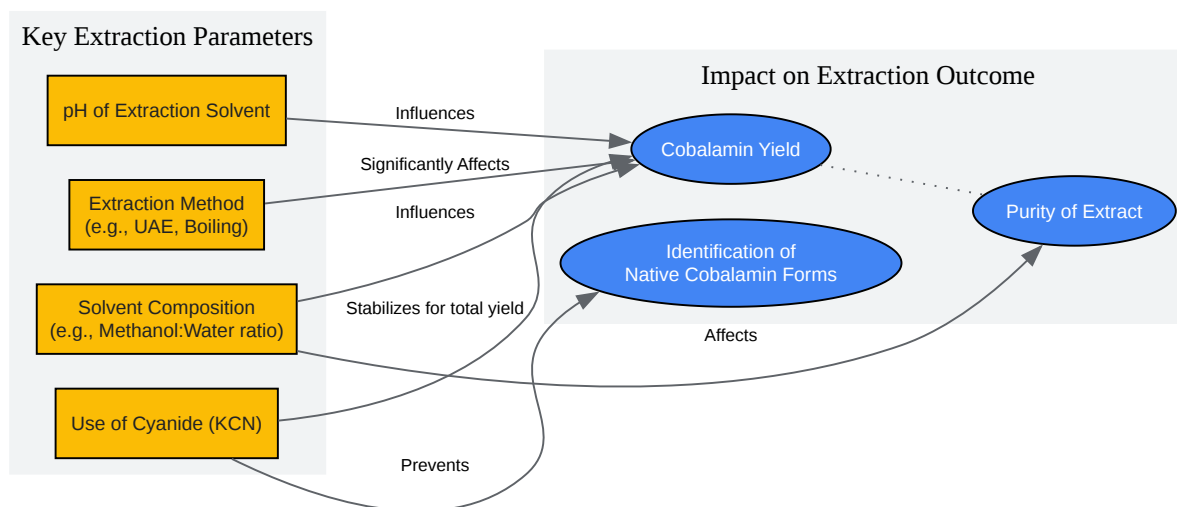 Key Extraction Parameters
pH of Extraction Solvent
Extraction Method
(e.g., UAE, Boiling)
Solvent Composition
(e.g., Methanol:Water ratio)
Use of Cyanide (KCN)
Influences
Significantly Affects
Influences
Stabilizes for total yield
Prevents
Affects
Impact on Extraction Outcome
Cobalamin Yield
Purity of Extract
Identification of
Native Cobalamin Forms